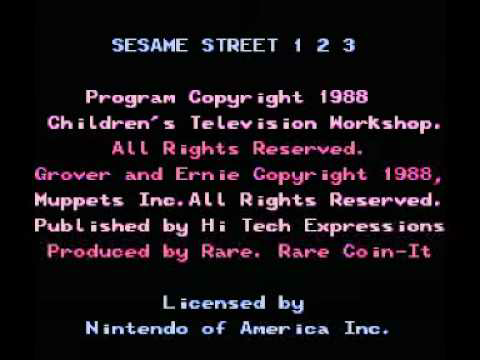 SESAME STREET 1 2 3
Program Copyright 1988
Children's Television Workshop.
All Rights Reserved.
Grover and Ernie Copyright 1988,
Muppets Inc.All Rights Reserved.
Published by Hi Tech Expressions
Produced by Rare. Rare Coin-It
Licensed by
Nintendo of America Inc.